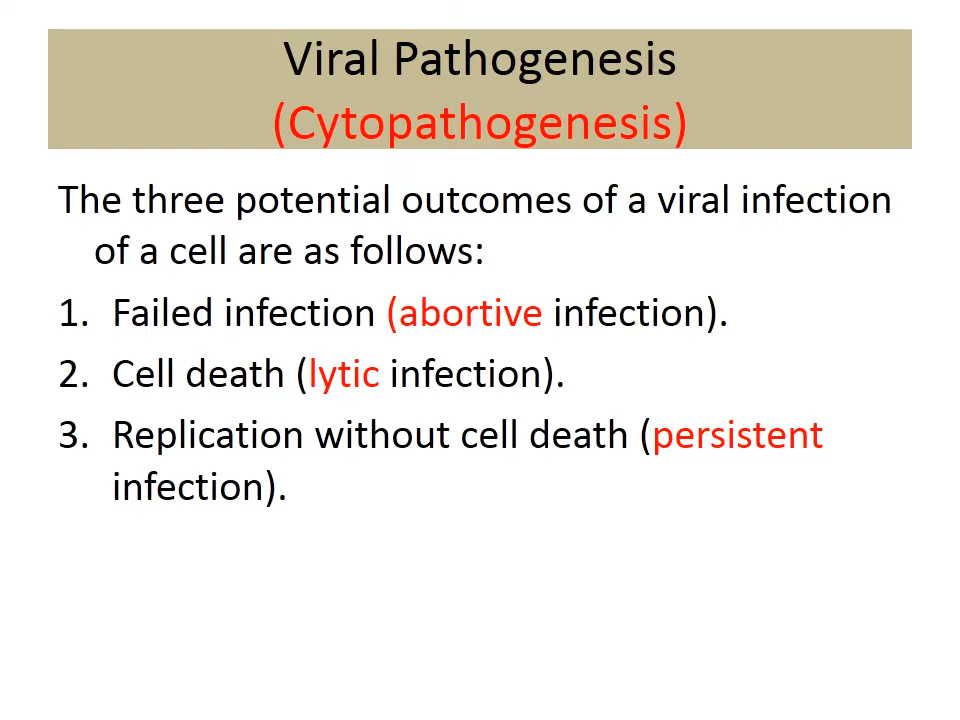 Viral Pathogenesis
(Cytopathogenesis)
The three potential outcomes of a viral infection
of a cell are as follows:
1. Failed infection (abortive infection).
2. Cell death (lytic infection).
3. Replication without cell death (persistent
infection).